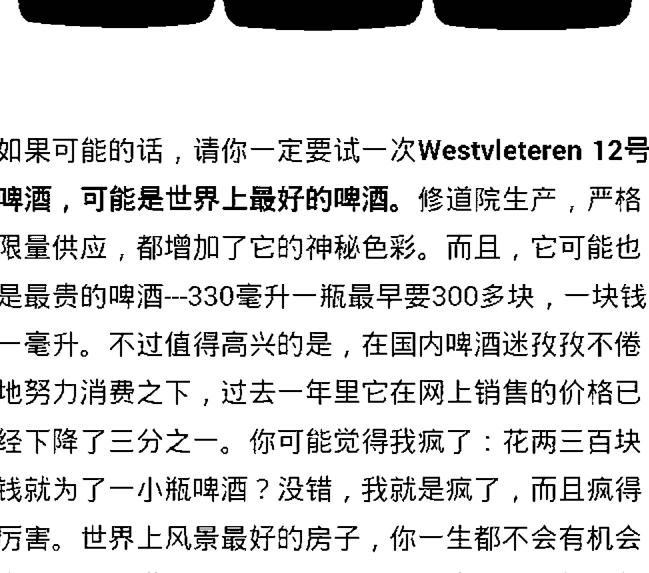 如果可能的话，请你一定要试一次Westvleteren 12号
啤酒，可能是世界上最好的啤酒。修道院生产，严格
限量供应，都增加了它的神秘色彩。而且，它可能也
是最贵的啤酒---330毫升一瓶最早要300多块，一块钱
一毫升。不过值得高兴的是，在国内啤酒迷孜孜不倦
地努力消费之下，过去一年里它在网上销售的价格已
经下降了三分之一。你可能觉得我疯了：花两三百块
钱就为了一小瓶啤酒？没错，我就是疯了，而且疯得
厉害。世界上风景最好的房子，你一生都不会有机会